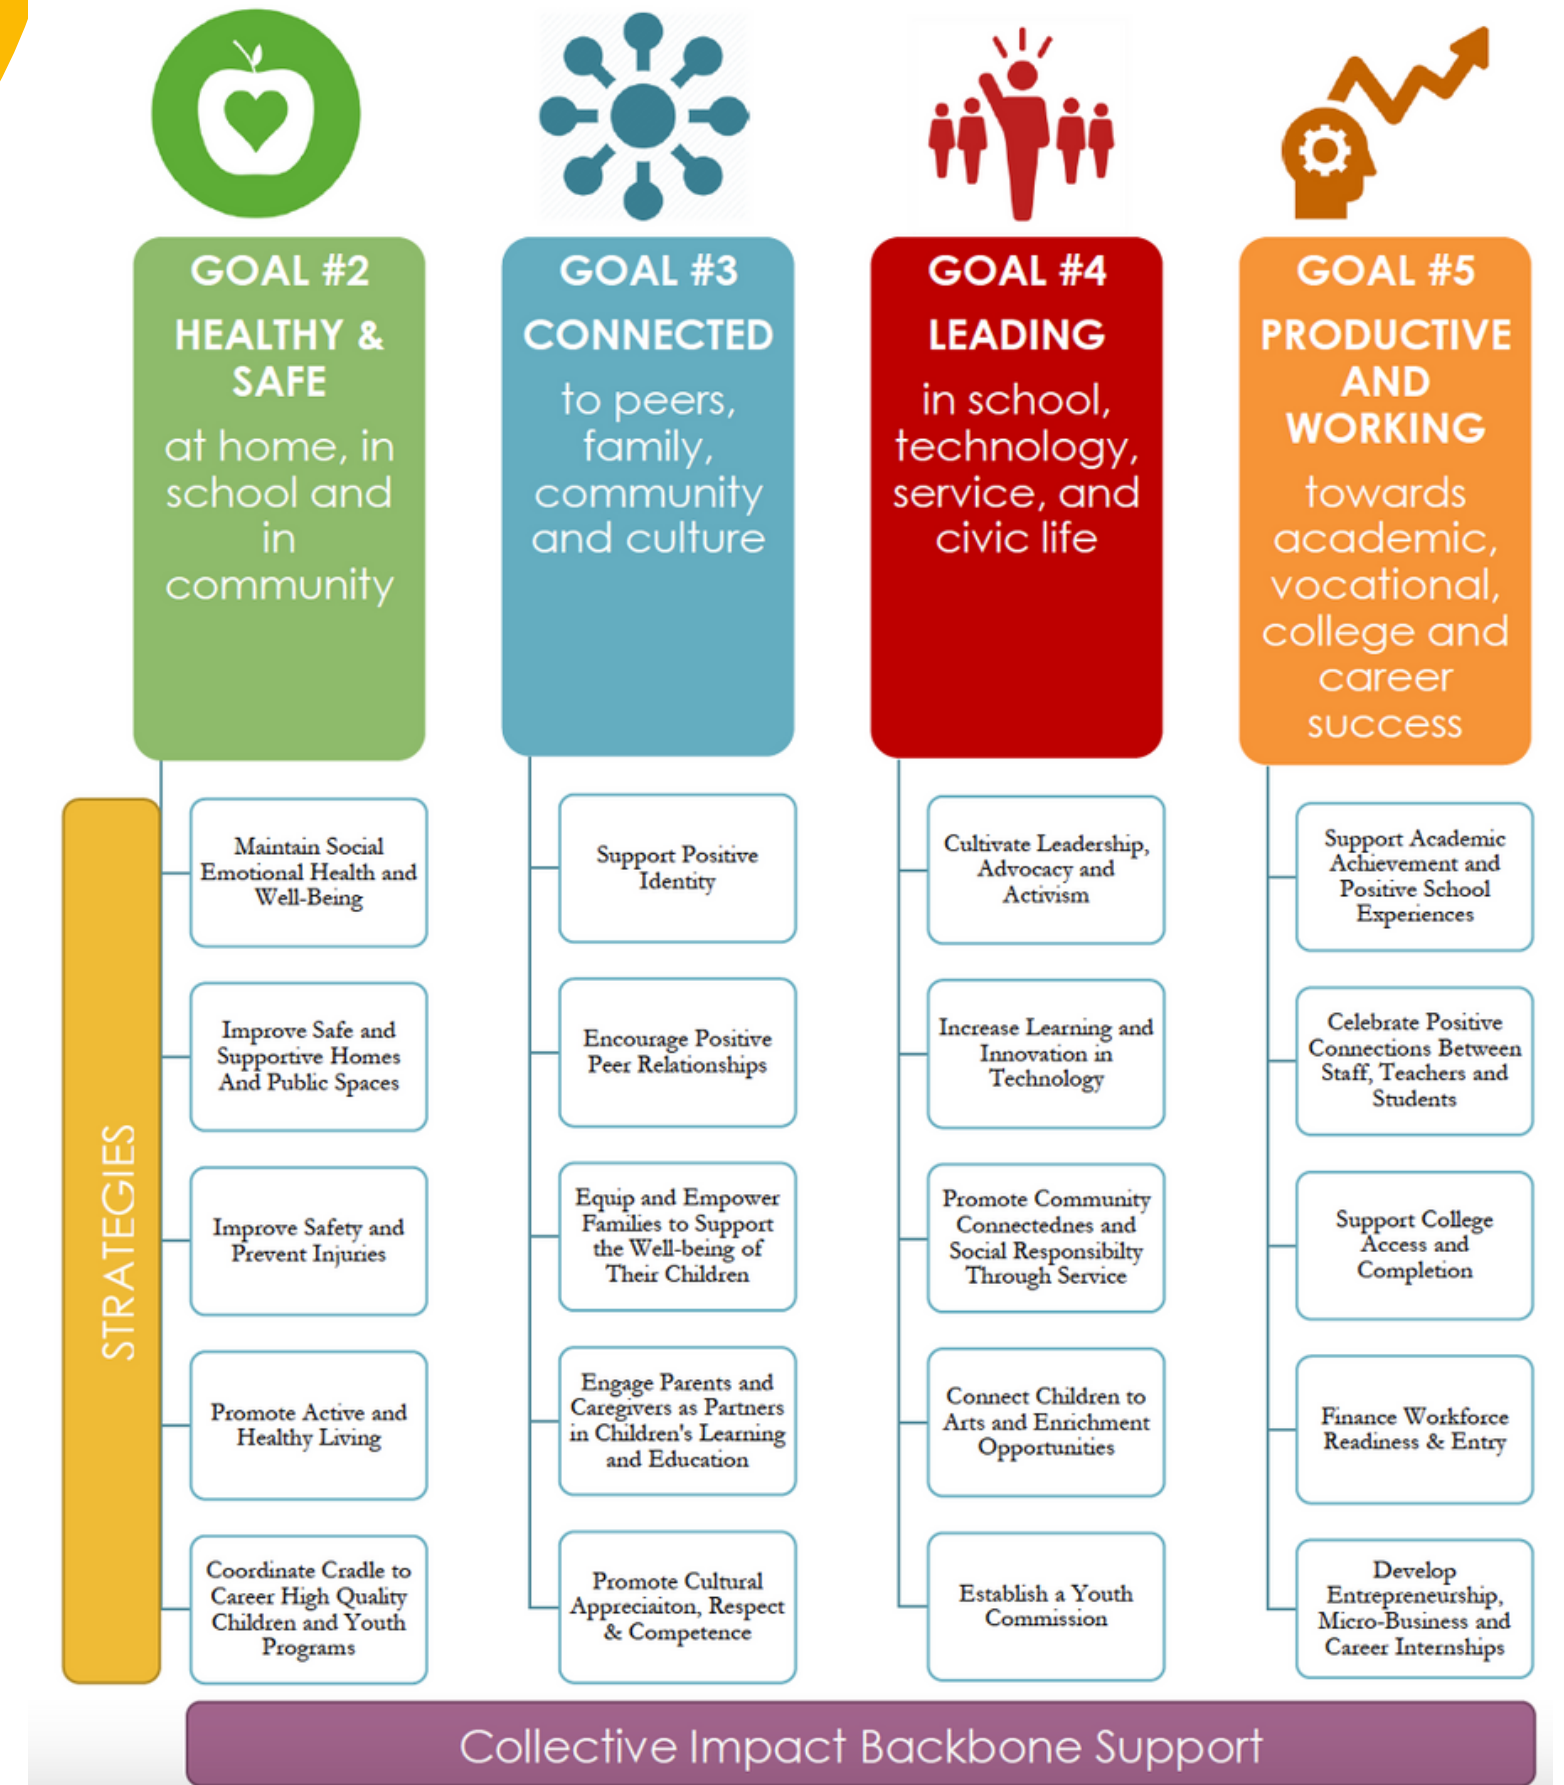 GOAL #2
HEALTHY &
SAFE
at home, in
school and
in
community
GOAL #3
CONNECTED
to peers,
family,
community
and culture
GOAL #4
LEADING
in school,
technology,
service, and
civic life
GOAL #5
PRODUCTIVE
AND
WORKING
towards
academic,
vocational,
college and
career
success
STRATEGIES
Maintain Social
Emotional Health and
Well-Being
Improve Safe and
Supportive Homes
And Public Spaces
Improve Safety and
Prevent Injuries
Promote Active and
Healthy Living
Coordinate Cradle to
Career High Quality
Children and Youth
Programs
Support Positive
Identity
Encourage Positive
Peer Relationships
Equip and Empower
Families to Support
the Well-being of
Their Children
Engage Parents and
Caregivers as Partners
in Children's Learning
and Education
Promote Cultural
Appreciaiton, Respect
& Competence
Cultivate Leadership,
Advocacy and
Activism
Increase Learning and
Innovation in
Technology
Promote Community
Connectednes and
Social Responsibilty
Through Service
Connect Children to
Arts and Enrichment
Opportunities
Establish a Youth
Commission
Support Academic
Achievement and
Positive School
Experiences
Celebrate Positive
Connections Between
Staff, Teachers and
Students
Support College
Access and
Completion
Finance Workforce
Readiness & Entry
Develop
Entrepreneurship,
Micro-Business and
Career Internships
Collective Impact Backbone Support